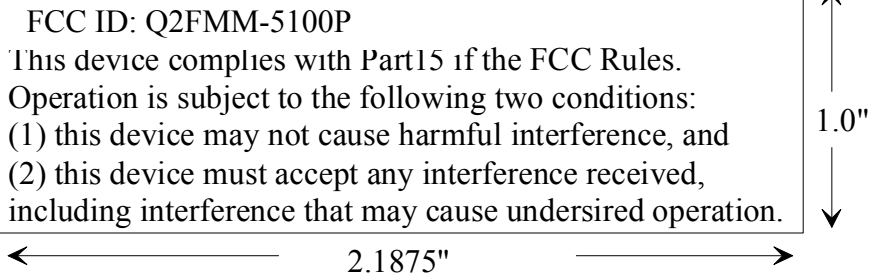 FCC ID: Q2FMM-5100P
This device complies with Part15 if the FCC Rules.
Operation is subject to the following two conditions:
(1) this device may not cause harmful interference, and
(2) this device must accept any interference received,
including interference that may cause undersired operation.
1.0"
2.1875"